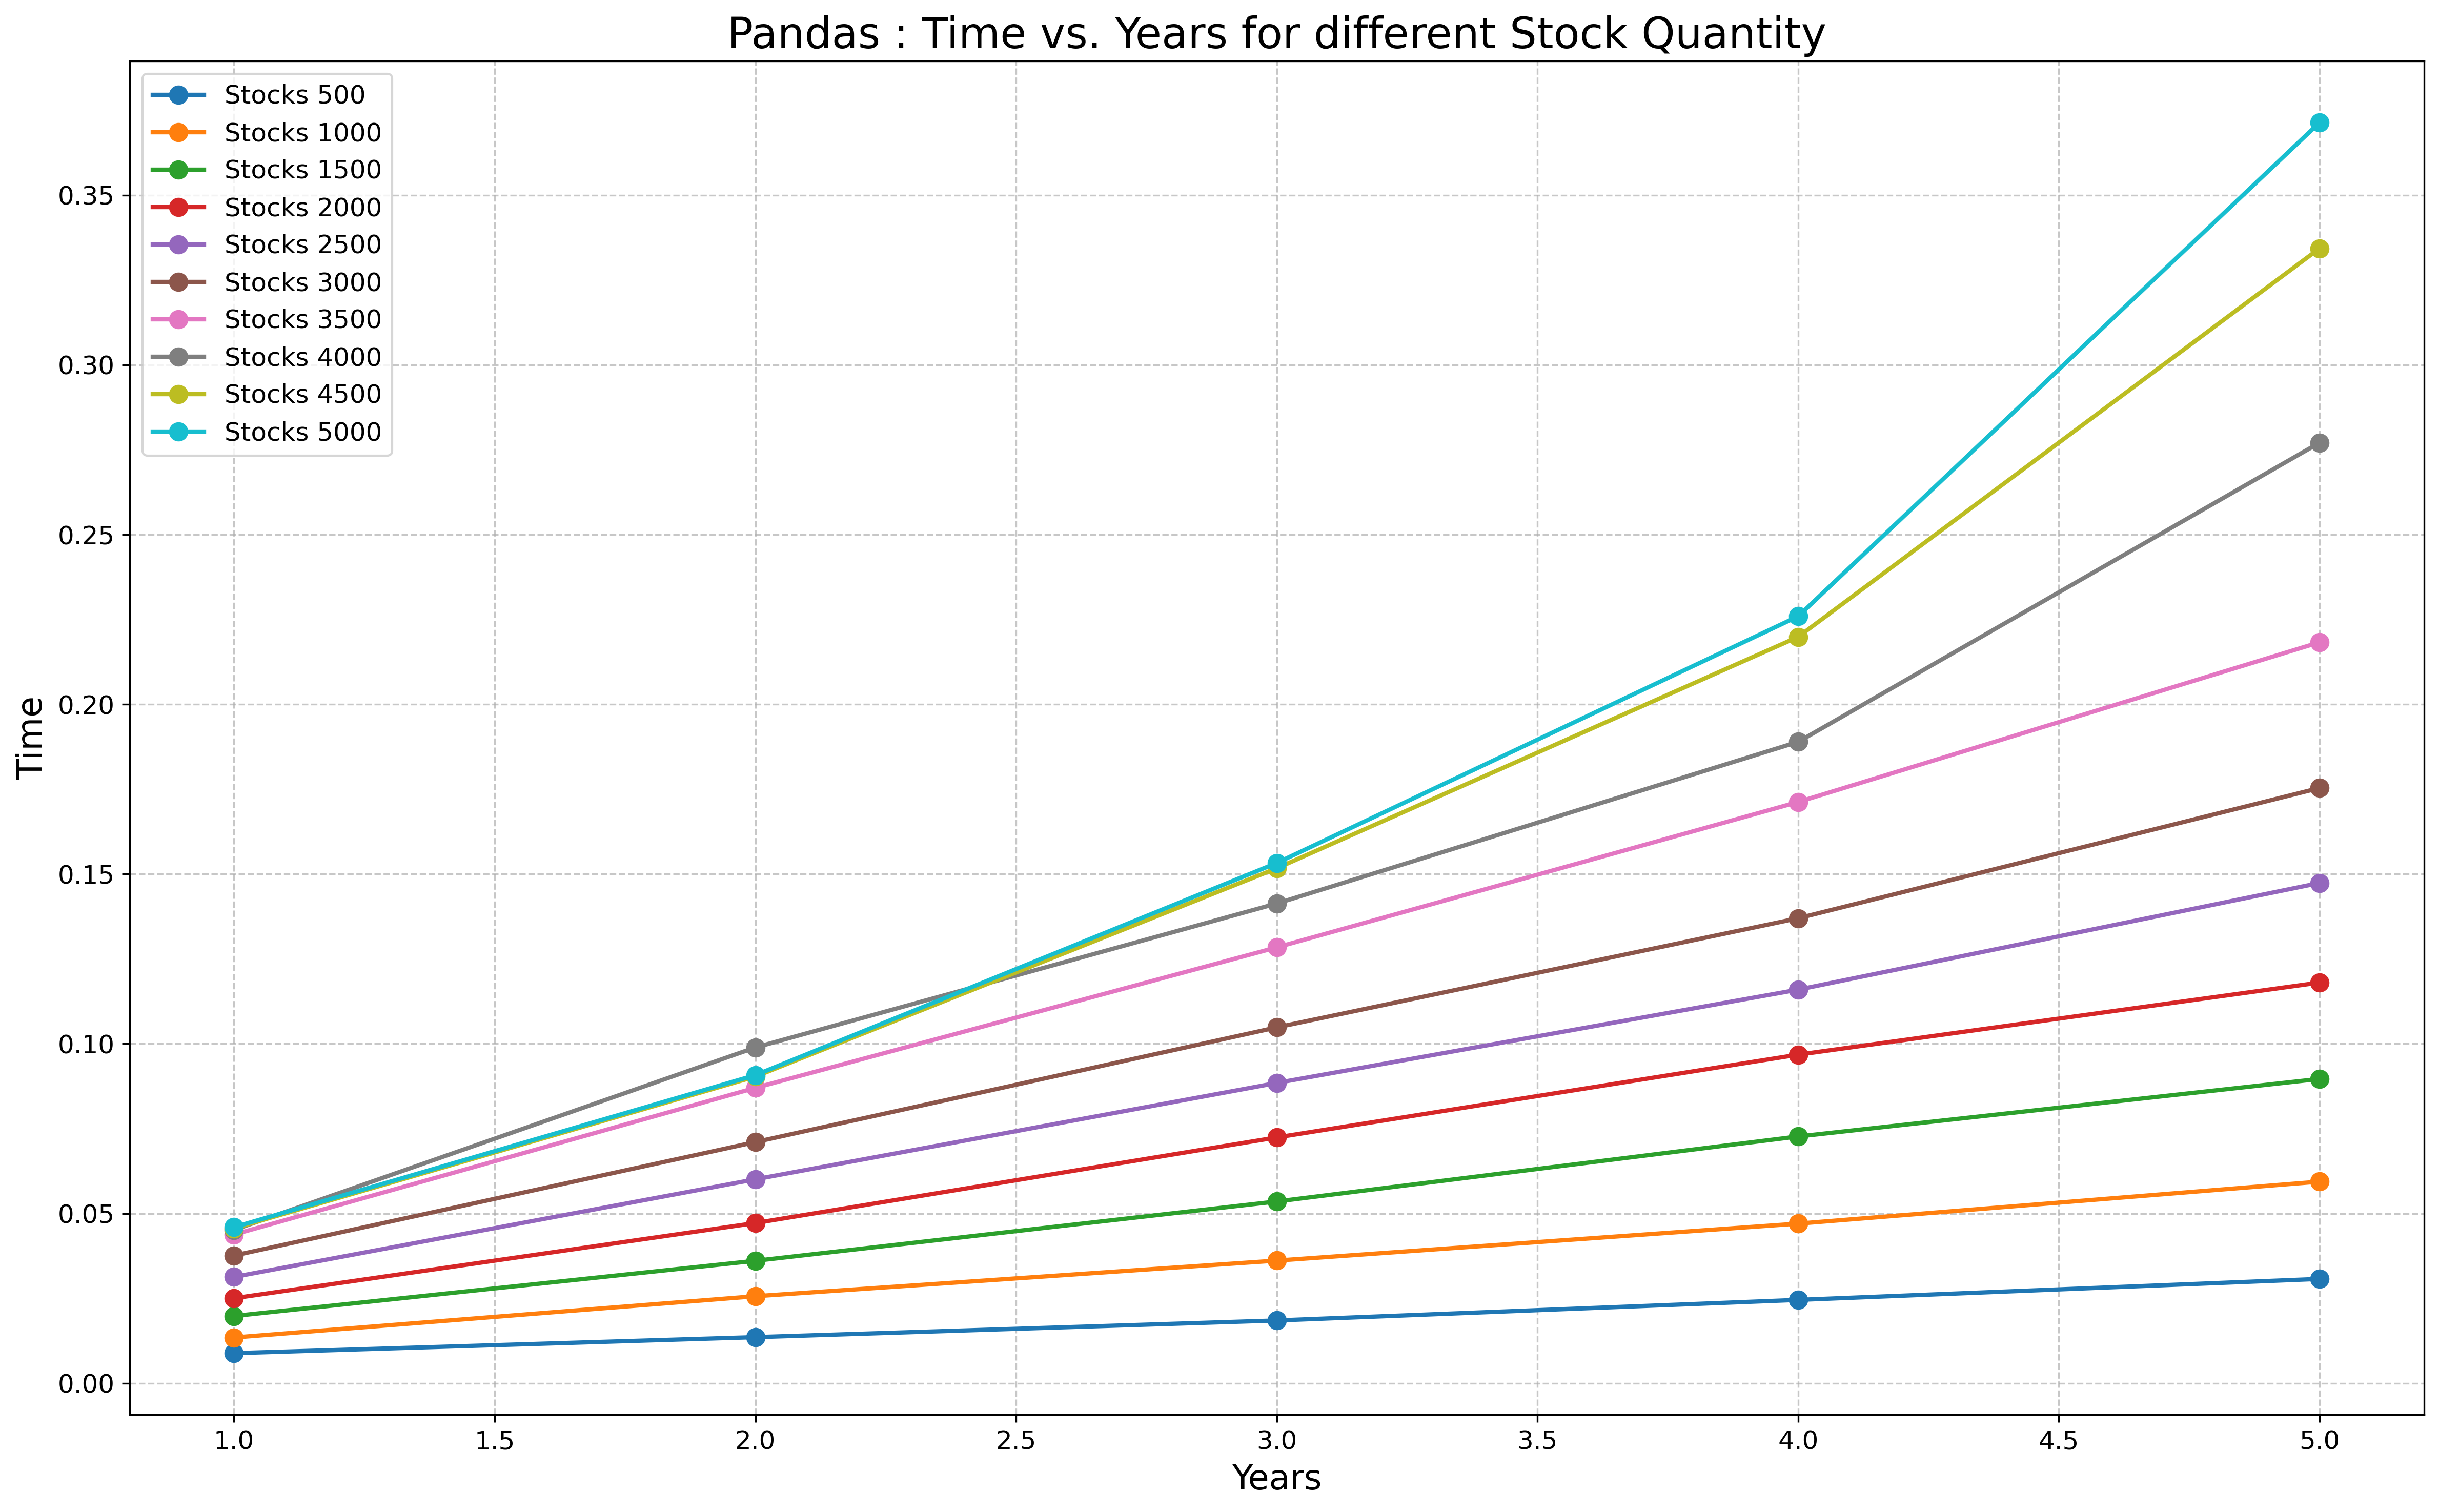 Pandas : Time vs. Years for different Stock Quantity
Stocks 500
Stocks 1000
Stocks 1500
Stocks 2000
Stocks 2500
Stocks 3000
Stocks 3500
Stocks 4000
Stocks 4500
Stocks 5000
0.35
0.30
0.25
0.20
0.15
0.10
0.05
0.00
Time
1.0 1.5 2.0 2.5 3.0 3.5 4.0 4.5 5.0
Years